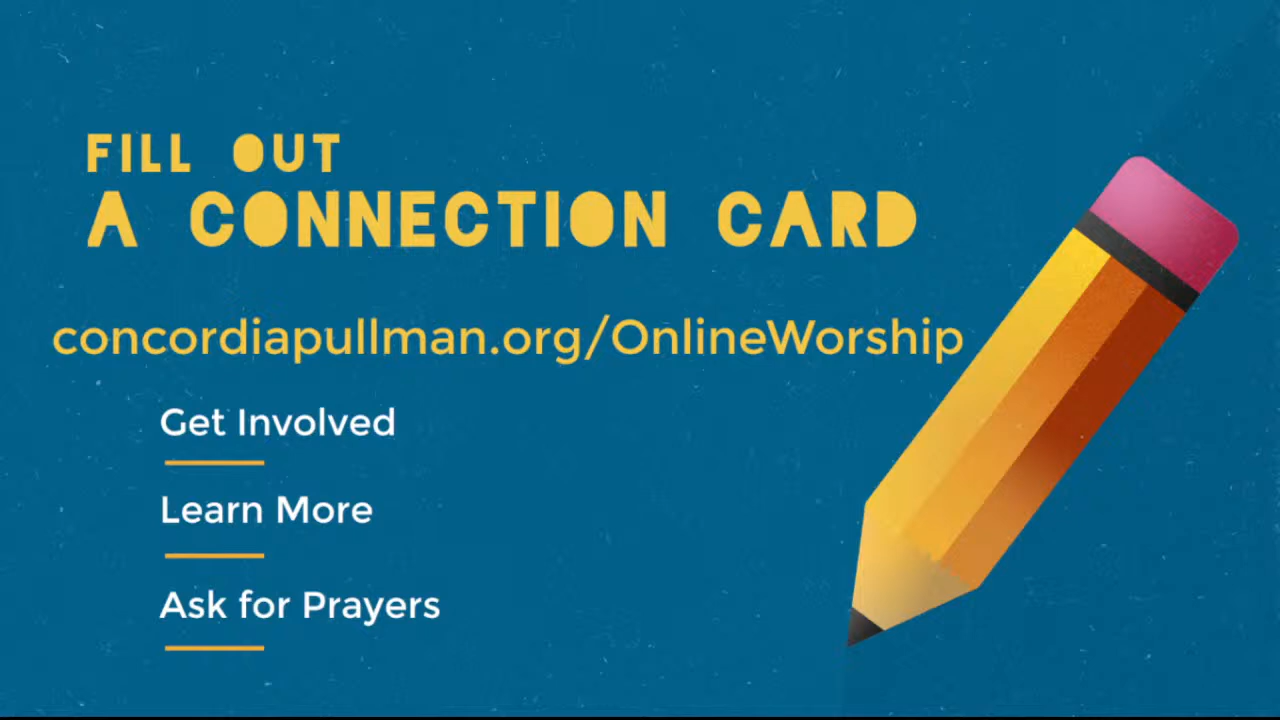 FILL OUT
A CONNECTION CARD
concordiapullman.org/OnlineWorship
Get Involved
Learn More
Ask for Prayers